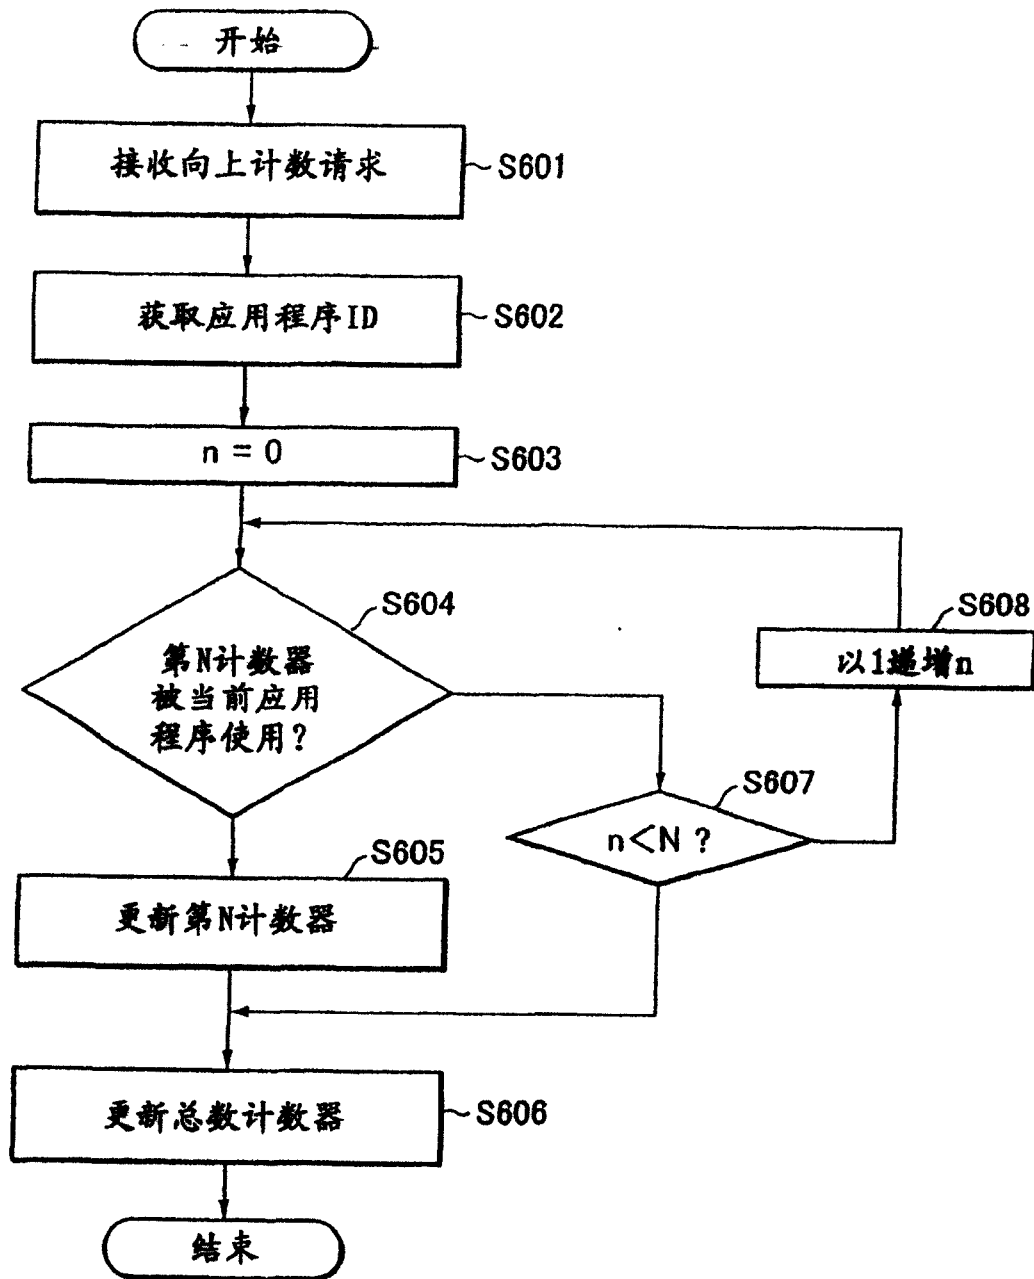 开始
接收向上计数请求
S601
获取应用程序ID
S602
n = 0
S603
S604
第N计数器
被当前应用
程序使用？
S608
以1递增n
S607
n<N ?
S605
更新第N计数器
更新总数计数器
S606
结束